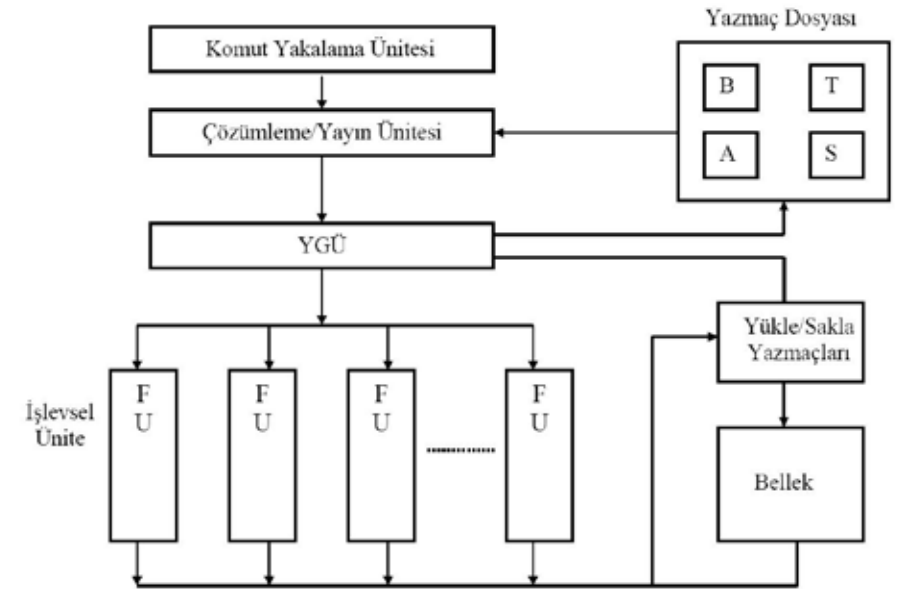 Yazmaç Dosyası
Komut Yakalama Ünitesi
B
T
Çözümleme/Yayın Ünitesi
A
S
YGÜ
Yükle/Sakla
Yazmaçları
İşlevsel
Ünite
F
U
F
U
F
U
F
U
Bellek